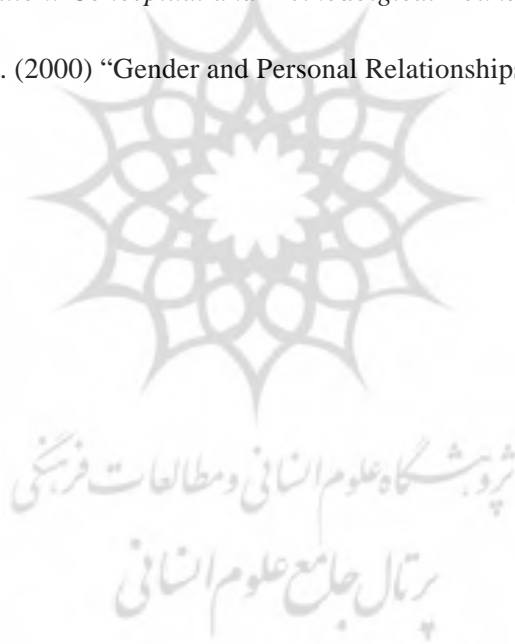 . (2000) “Gender and Personal Relationships
پژوهشگاه علوم انسانی و مطالعات فرهنگی
پرتال جامع علوم انسانی